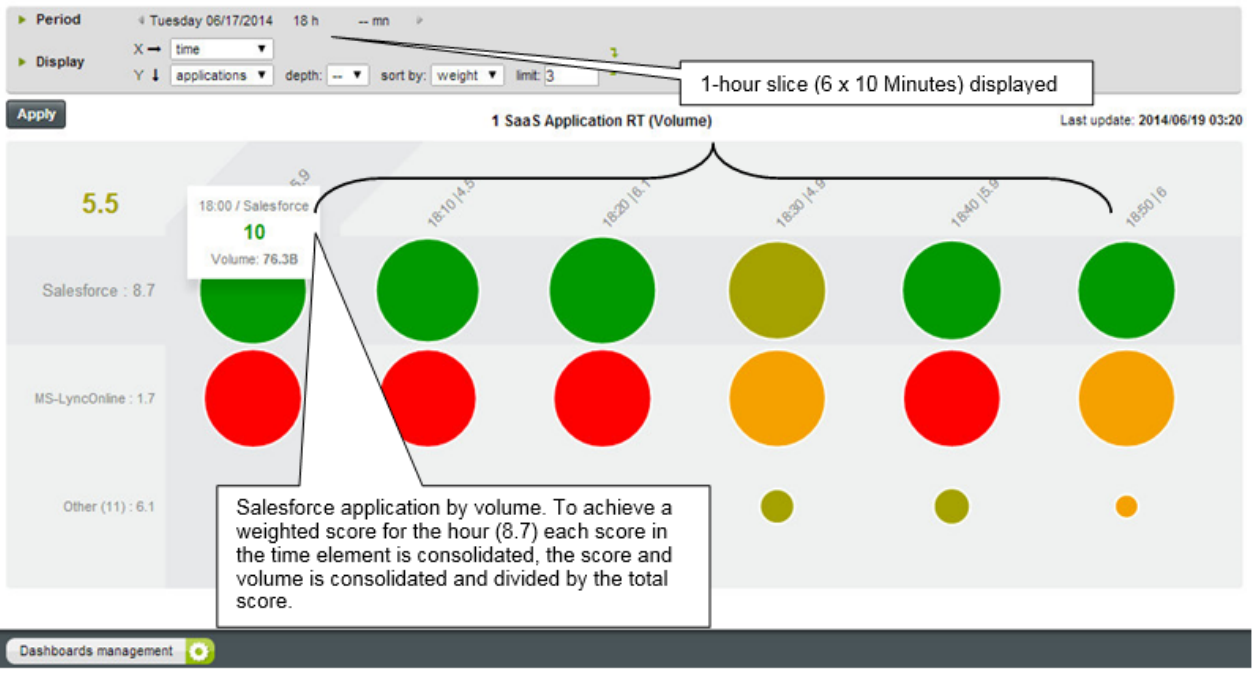 Period Tuesday 06/17/2014 18 h -- mn
Display X time
Y applications depth: -- sort by: weight limit: 3
1-hour slice (6 x 10 Minutes) displayed
Apply
1 SaaS Application RT (Volume)
Last update: 2014/06/19 03:20
5.5
5.9
18:10 |4.5
18:20 |6.1
18:30 |4.9
18:40 |5.9
18:50 |6
18:00 / Salesforce
10
Volume: 76.3B
Salesforce : 8.7
MS-LyncOnline : 1.7
Other (11) : 6.1
Salesforce application by volume. To achieve a
weighted score for the hour (8.7) each score in
the time element is consolidated, the score and
volume is consolidated and divided by the total
score.
Dashboards management